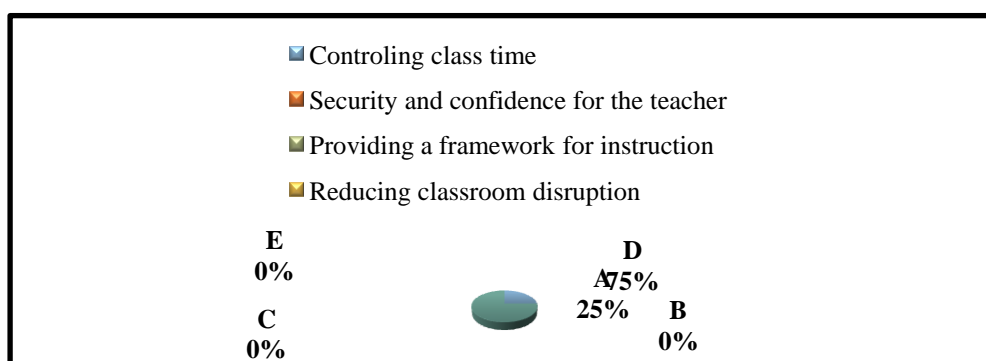 Controling class time
Security and confidence for the teacher
Providing a framework for instruction
Reducing classroom disruption
E
0%
D
75%
A
25%
B
0%
C
0%